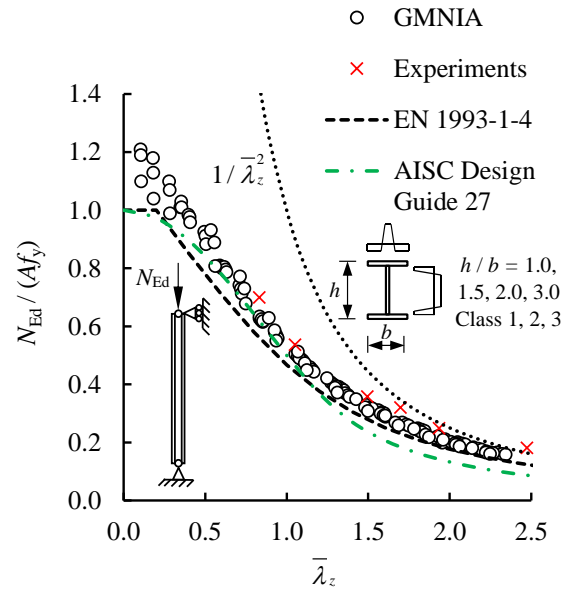 GMNIA
Experiments
EN 1993-1-4
AISC Design
Guide 27
1.4
1.2
1.0
0.8
0.6
0.4
0.2
0.0
N_Ed / (Af_y)
1 / λ̅_z²
N_Ed
h
b
h / b = 1.0,
1.5, 2.0, 3.0
Class 1, 2, 3
0.0 0.5 1.0 1.5 2.0 2.5
λ̅_z